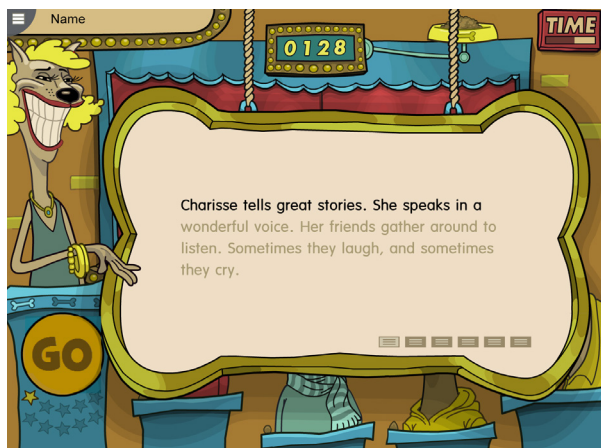 Name
0128
TIME
Charisse tells great stories. She speaks in a
wonderful voice. Her friends gather around to
listen. Sometimes they laugh, and sometimes
they cry.
GO